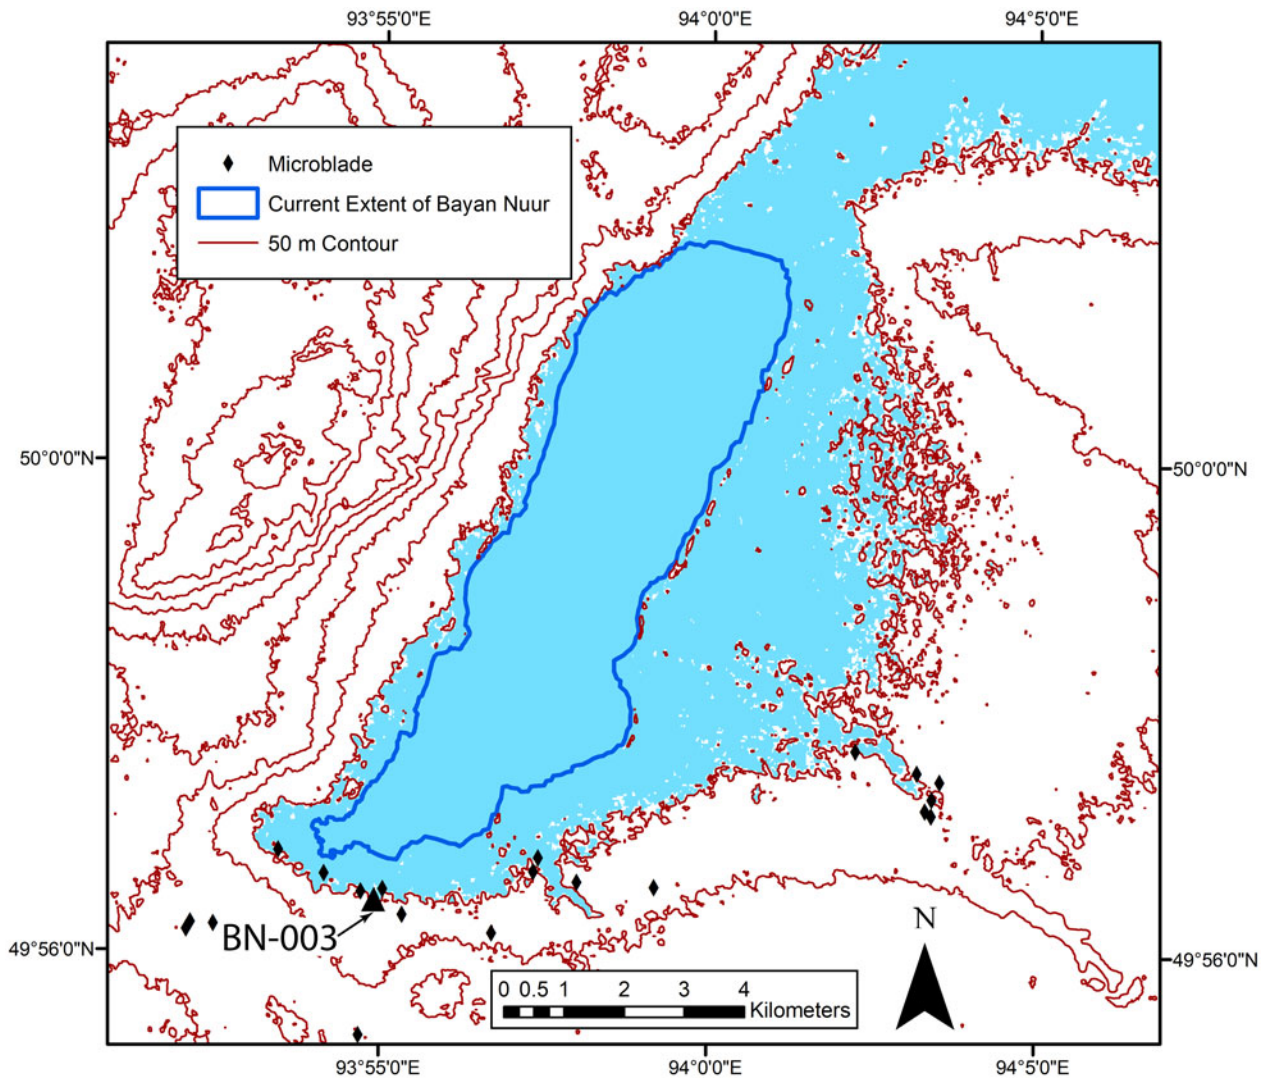 93°55'0"E 94°0'0"E 94°5'0"E
Microblade
Current Extent of Bayan Nuur
50 m Contour
50°0'0"N 50°0'0"N
BN-003
N
49°56'0"N 49°56'0"N
0 0.5 1 2 3 4
Kilometers
93°55'0"E 94°0'0"E 94°5'0"E